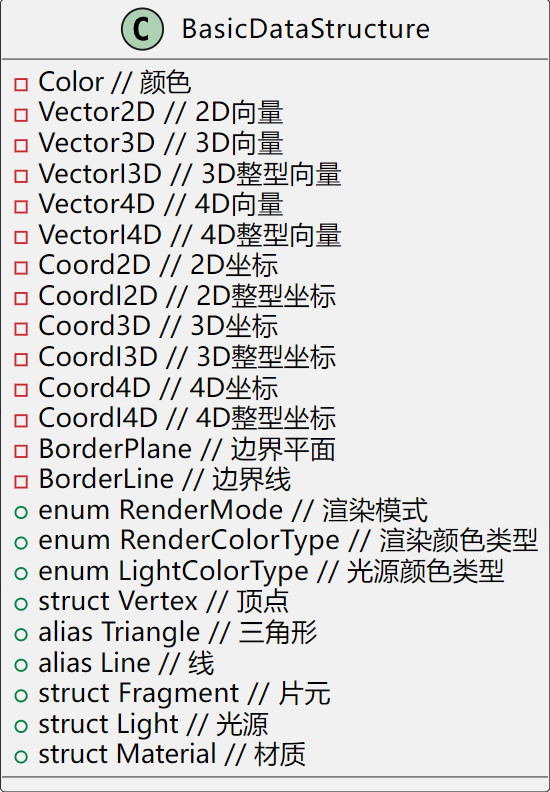 C BasicDataStructure
Color // 颜色
Vector2D // 2D向量
Vector3D // 3D向量
VectorI3D // 3D整型向量
Vector4D // 4D向量
VectorI4D // 4D整型向量
Coord2D // 2D坐标
CoordI2D // 2D整型坐标
Coord3D // 3D坐标
CoordI3D // 3D整型坐标
Coord4D // 4D坐标
CoordI4D // 4D整型坐标
BorderPlane // 边界平面
BorderLine // 边界线
enum RenderMode // 渲染模式
enum RenderColorType // 渲染颜色类型
enum LightColorType // 光源颜色类型
struct Vertex // 顶点
alias Triangle // 三角形
alias Line // 线
struct Fragment // 片元
struct Light // 光源
struct Material // 材质